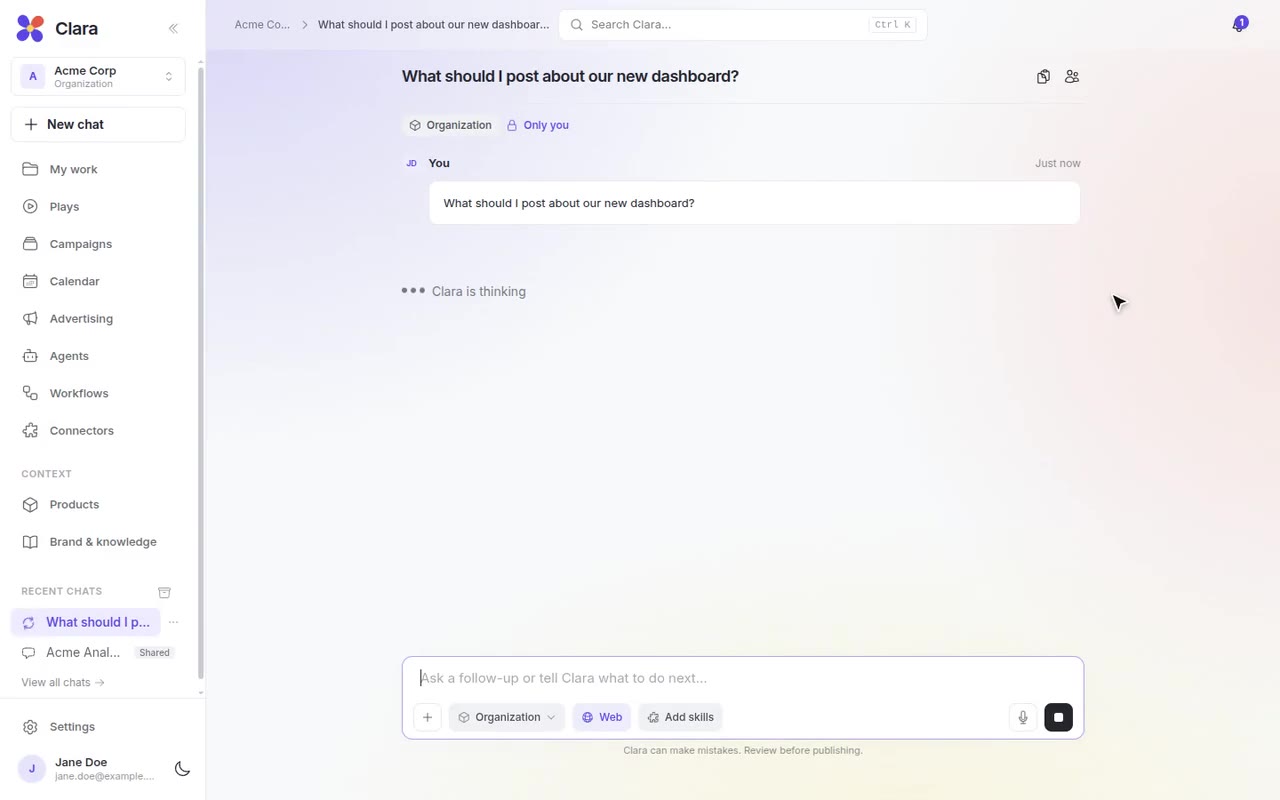 Clara
Acme Co...
What should I post about our new dashboar...
Search Clara...
Ctrl K
1
A
Acme Corp
Organization
New chat
My work
Plays
Campaigns
Calendar
Advertising
Agents
Workflows
Connectors
CONTEXT
Products
Brand & knowledge
RECENT CHATS
What should I p...
Acme Anal...
Shared
View all chats
Settings
J
Jane Doe
jane.doe@example....
What should I post about our new dashboard?
Organization
Only you
JD
You
Just now
What should I post about our new dashboard?
Clara is thinking
Ask a follow-up or tell Clara what to do next...
Organization
Web
Add skills
Clara can make mistakes. Review before publishing.